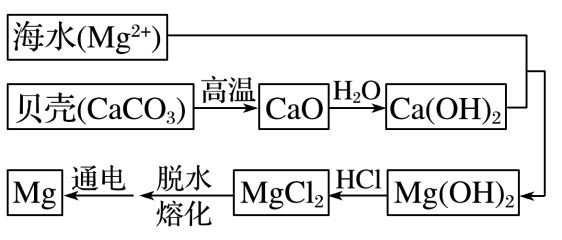 海水(Mg²⁺)
贝壳(CaCO₃) 高温 CaO H₂O Ca(OH)₂
Mg 通电 脱水 熔化 MgCl₂ HCl Mg(OH)₂